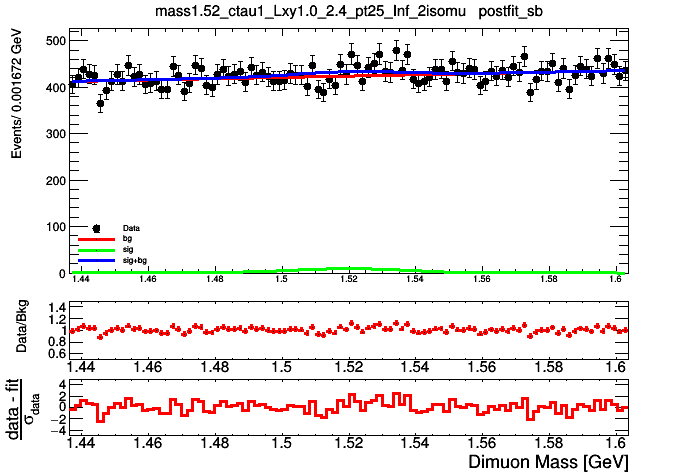 mass1.52_ctau1_Lxy1.0_2.4_pt25_Inf_2isomu postfit_sb
Events/ 0.001672 GeV
500
400
300
200
100
0
Data
bg
sig
sig+bg
1.44 1.46 1.48 1.5 1.52 1.54 1.56 1.58 1.6
Data/Bkg
1.4
1.2
1
0.8
0.6
1.44 1.46 1.48 1.5 1.52 1.54 1.56 1.58 1.6
data - fit
σdata
4
2
0
−2
−4
1.44 1.46 1.48 1.5 1.52 1.54 1.56 1.58 1.6
Dimuon Mass [GeV]